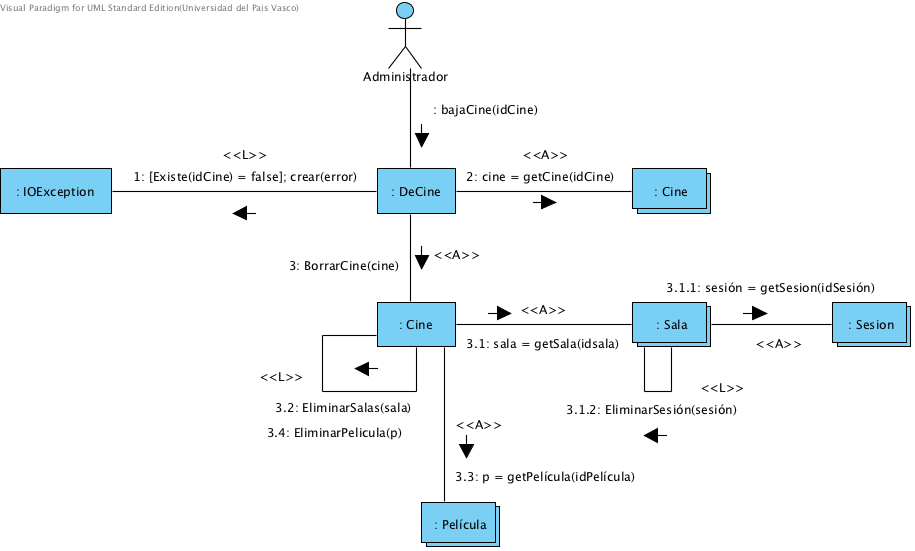 Visual Paradigm for UML Standard Edition(Universidad del Pais Vasco)
Administrador
: bajaCine(idCine)
<<L>>
<<A>>
1: [Existe(idCine) = false]; crear(error)
2: cine = getCine(idCine)
: IOException
: DeCine
: Cine
<<A>>
3: BorrarCine(cine)
3.1.1: sesión = getSesion(idSesión)
<<A>>
: Cine
: Sala
: Sesion
3.1: sala = getSala(idsala)
<<A>>
<<L>>
<<L>>
3.2: EliminarSalas(sala)
3.1.2: EliminarSesión(sesión)
3.4: EliminarPelicula(p)
<<A>>
3.3: p = getPelícula(idPelícula)
: Película